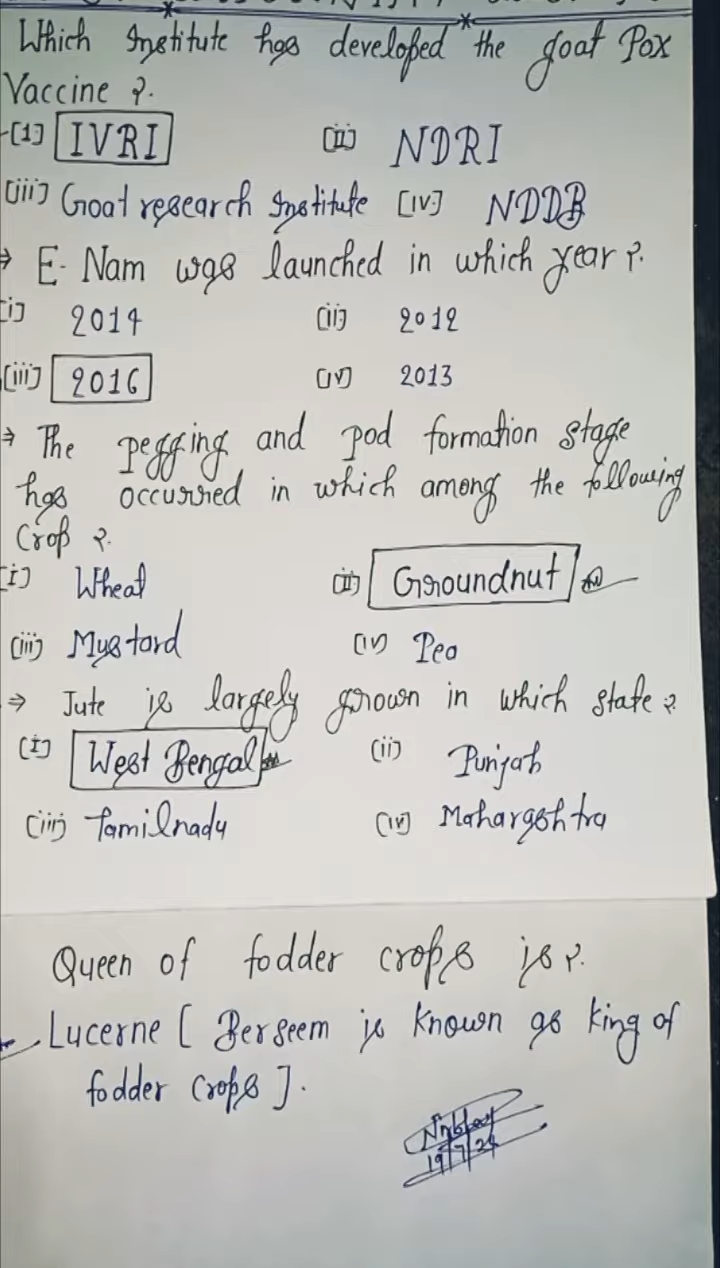 Which Institute has developed the goat Pox
Vaccine ?
[i] IVRI [ii] NDRI
[iii] Goat research Institute [iv] NDDB
⇒ E-Nam was launched in which year ?
[i] 2014 [ii] 2012
[iii] 2016 [iv] 2013
⇒ The pegging and pod formation stage
has occurred in which among the following
Crop ?
[i] Wheat [ii] Groundnut
[iii] Mustard [iv] Pea
⇒ Jute is largely grown in which state ?
[i] West Bengal [ii] Punjab
[iii] Tamilnadu [iv] Maharashtra
Queen of fodder crops is ?
Lucerne [ Berseem is known as king of
fodder crops ].
19/7/24